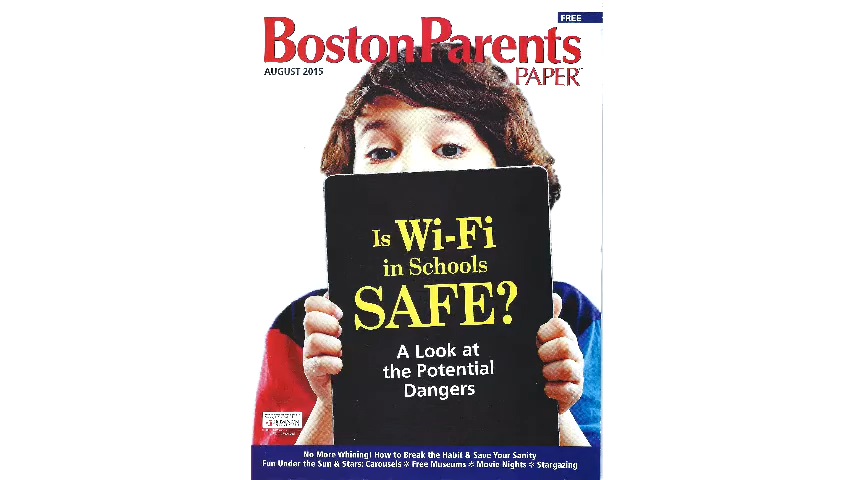 FREE
Boston Parents
PAPER
AUGUST 2015
Is Wi-Fi
in Schools
SAFE?
A Look at
the Potential
Dangers
No More Whining! How to Break the Habit & Save Your Sanity
Fun Under the Sun & Stars: Carousels ☼ Free Museums ☼ Movie Nights ☼ Stargazing